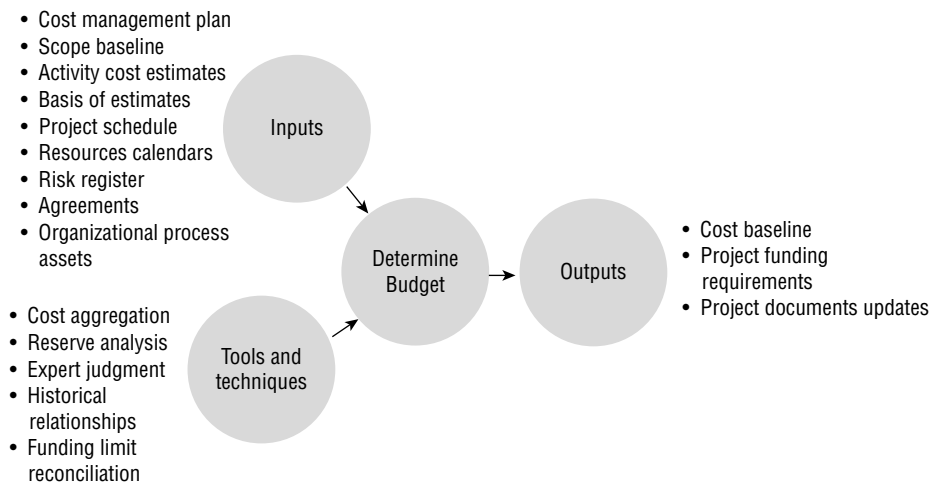 • Cost management plan
• Scope baseline
• Activity cost estimates
• Basis of estimates
• Project schedule
• Resources calendars
• Risk register
• Agreements
• Organizational process
assets
Inputs
• Cost aggregation
• Reserve analysis
• Expert judgment
• Historical
relationships
• Funding limit
reconciliation
Tools and
techniques
Determine
Budget
Outputs
• Cost baseline
• Project funding
requirements
• Project documents updates